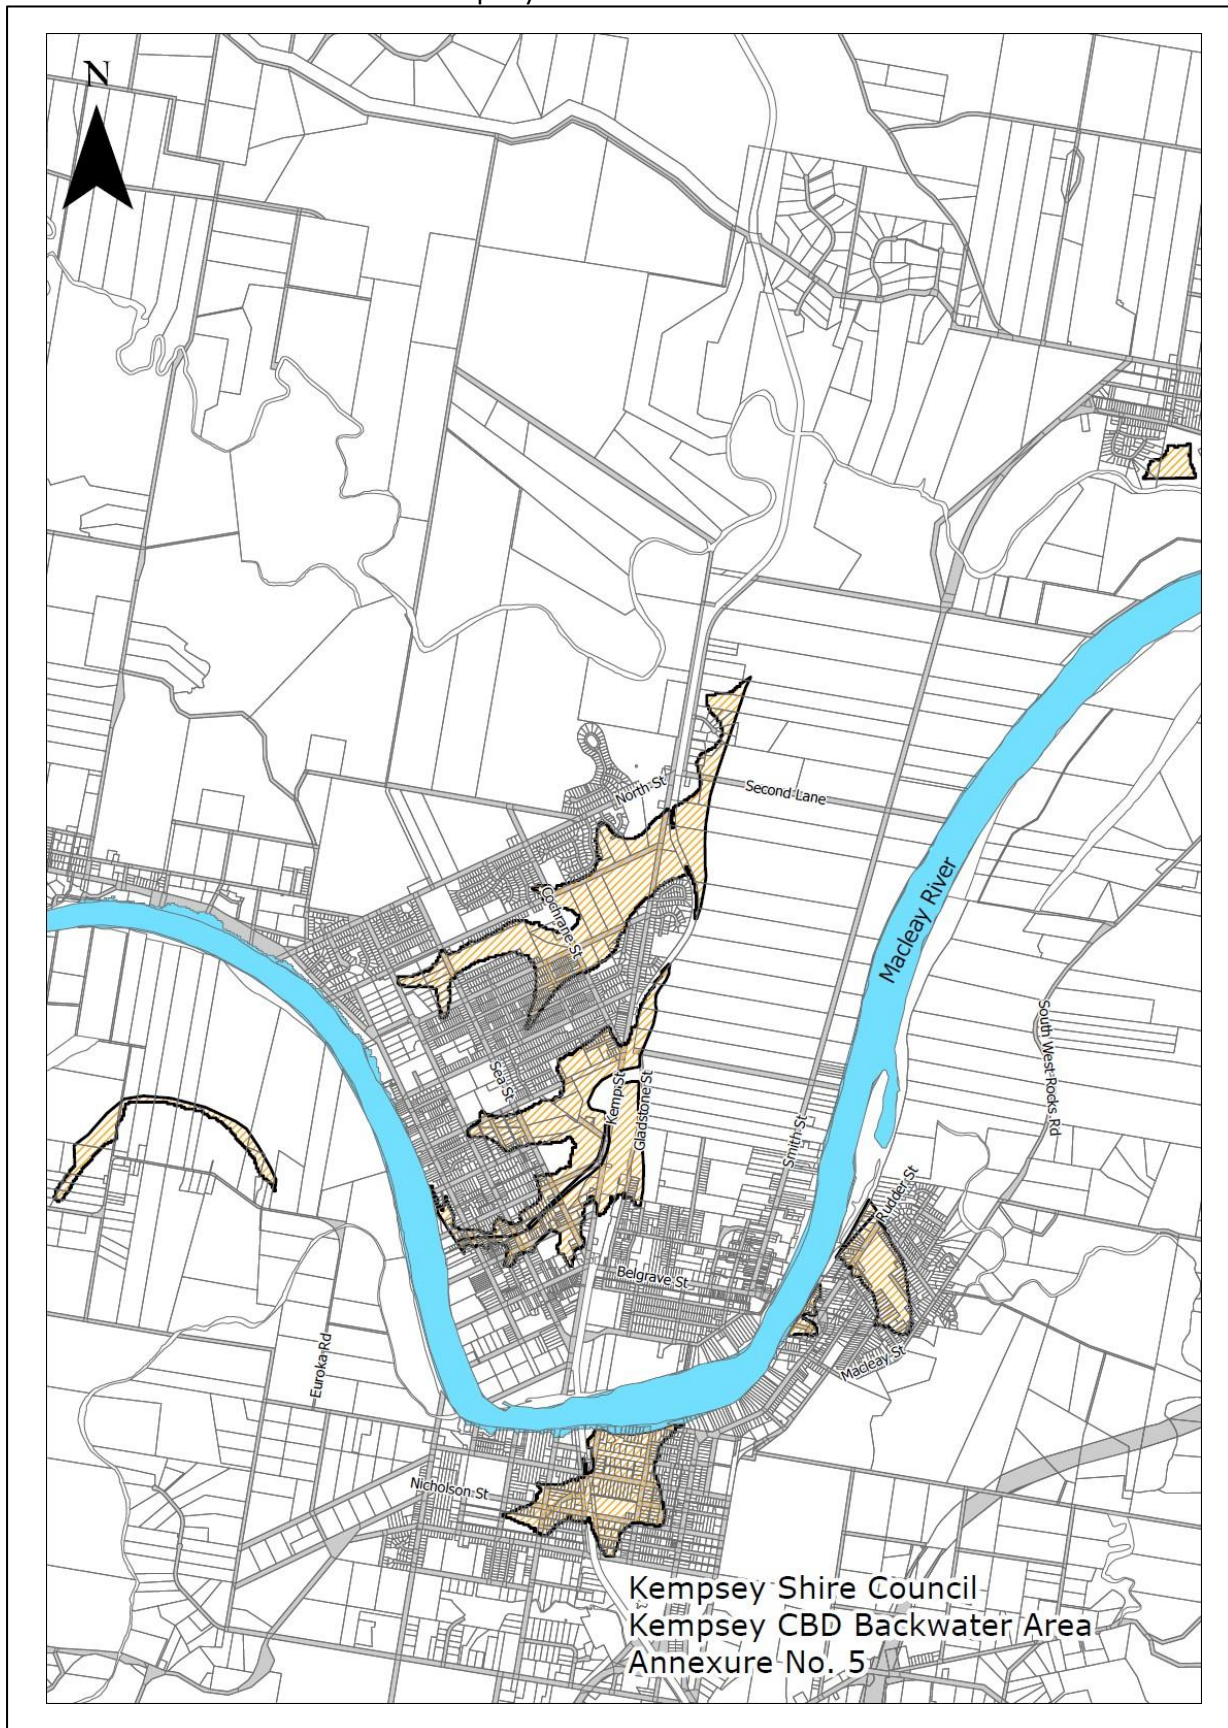 N
North St
Second Lane
Cochrane St
Macleay River
South West Rocks Rd
Sea St
Kemp St
Gladstone St
Smith St
Rudder St
Belgrave St
Euroka Rd
Macleay St
Nicholson St
Kempsey Shire Council
Kempsey CBD Backwater Area
Annexure No. 5